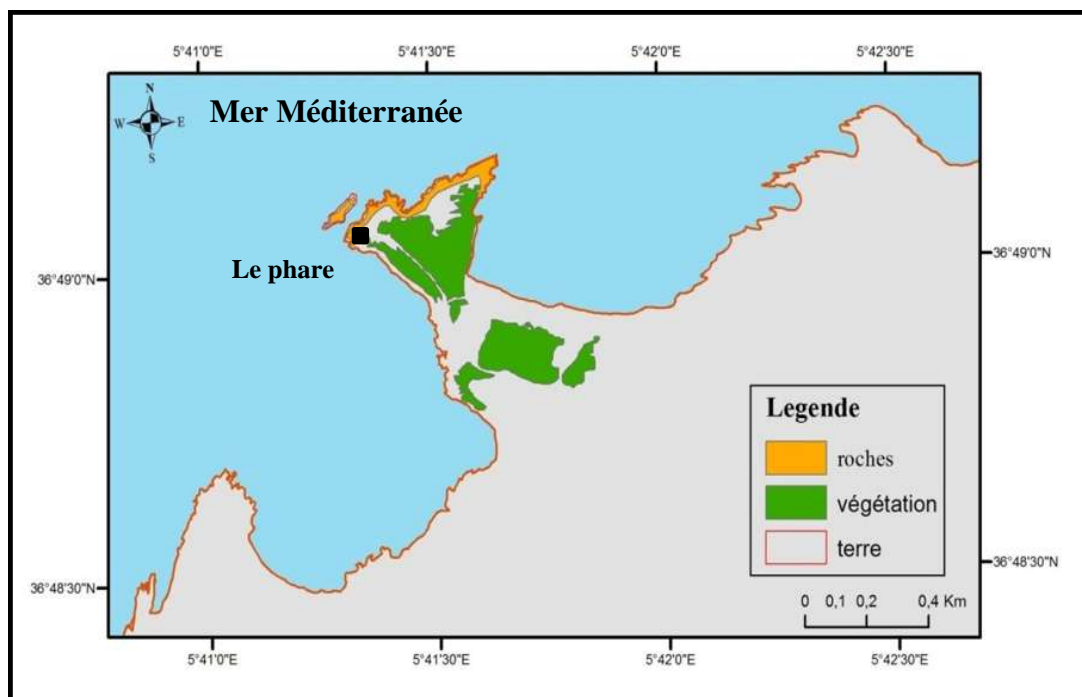 5°41'0"E 5°41'30"E 5°42'0"E 5°42'30"E
N
W E
S
Mer Méditerranée
Le phare
36°49'0"N
36°49'0"N
Legende
roches
végétation
terre
36°48'30"N
36°48'30"N
0 0,1 0,2 0,4 Km
5°41'0"E 5°41'30"E 5°42'0"E 5°42'30"E